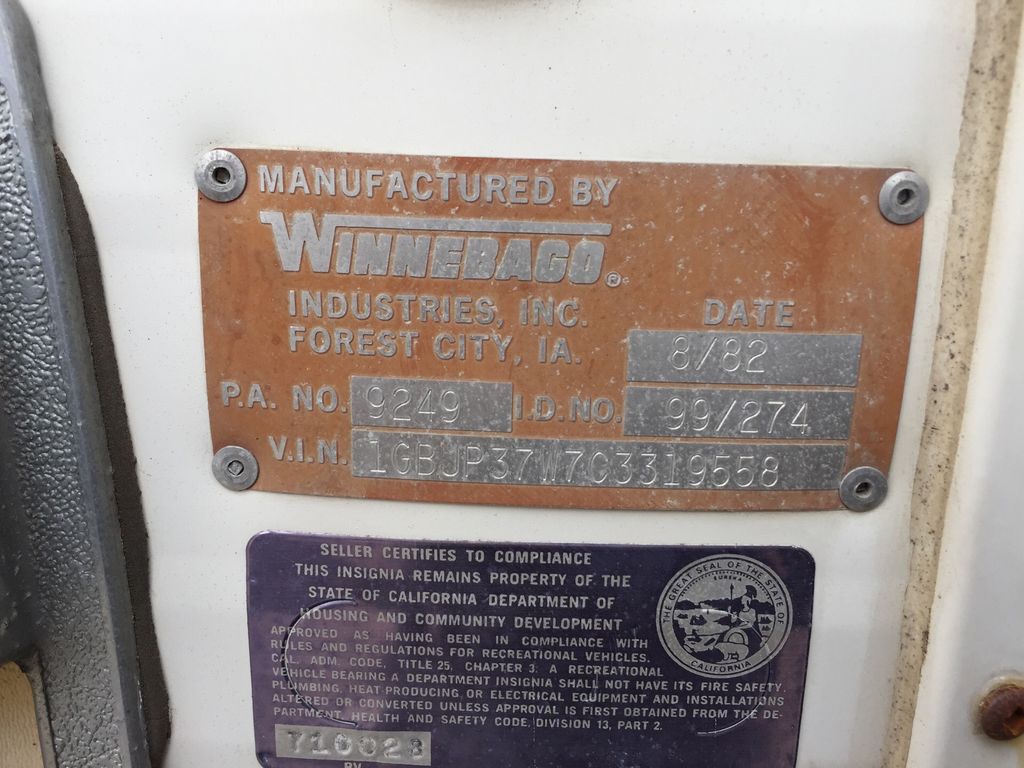 MANUFACTURED BY
WINNEBAGO®
INDUSTRIES, INC.
FOREST CITY, IA.
DATE
8/82
P.A. NO. 9249 I.D. NO. 99/274
V.I.N. 1GBJP37W7C3319558
SELLER CERTIFIES TO COMPLIANCE
THIS INSIGNIA REMAINS PROPERTY OF THE
STATE OF CALIFORNIA DEPARTMENT OF
HOUSING AND COMMUNITY DEVELOPMENT
APPROVED AS HAVING BEEN IN COMPLIANCE WITH
RULES AND REGULATIONS FOR RECREATIONAL VEHICLES.
CAL. ADM. CODE, TITLE 25, CHAPTER 3. A RECREATIONAL
VEHICLE BEARING A DEPARTMENT INSIGNIA SHALL NOT HAVE ITS FIRE SAFETY,
PLUMBING, HEAT PRODUCING, OR ELECTRICAL EQUIPMENT AND INSTALLATIONS
ALTERED OR CONVERTED UNLESS APPROVAL IS FIRST OBTAINED FROM THE DE-
PARTMENT. HEALTH AND SAFETY CODE, DIVISION 13, PART 2.
THE GREAT SEAL OF THE STATE OF
EUREKA
CALIFORNIA
710028
RV